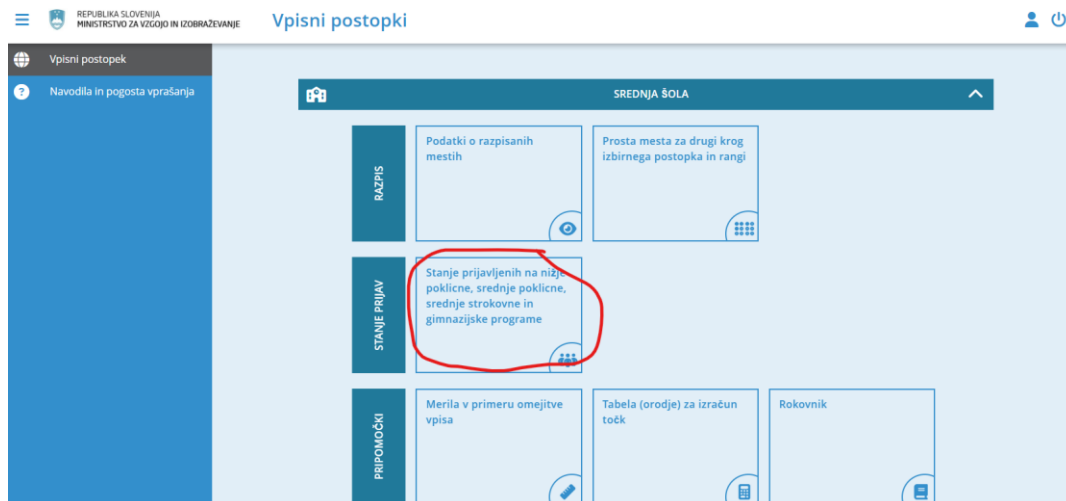 REPUBLIKA SLOVENIJA
MINISTRSTVO ZA VZGOJO IN IZOBRAŽEVANJE
Vpisni postopki
Vpisni postopek
Navodila in pogosta vprašanja
SREDNJA ŠOLA
RAZPIS
Podatki o razpisanih
mestih
Prosta mesta za drugi krog
izbirnega postopka in rangi
STANJE PRIJAV
Stanje prijavljenih na nižje
poklicne, srednje poklicne,
srednje strokovne in
gimnazijske programe
PRIPOMOČKI
Merila v primeru omejitve
vpisa
Tabela (orodje) za izračun
točk
Rokovnik